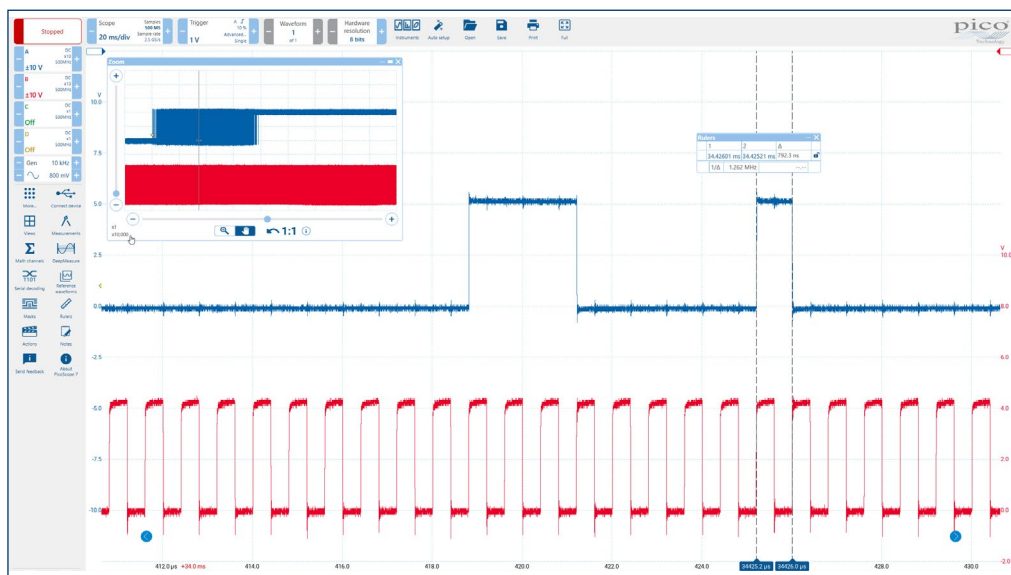 Stopped
Scope
20 ms/div
Samples
500 MS
Sample rate
2.5 GS/s
Trigger
1 V
A
10 %
Advanced...
Single
Waveform
1
of 1
Hardware
resolution
8 bits
Instruments
Auto setup
Open
Save
Print
Full
pico
Technology
A
DC
x10
500MHz
±10 V
B
DC
x10
500MHz
±10 V
C
DC
x1
500MHz
Off
D
DC
x1
500MHz
Off
Gen 10 kHz
800 mV
More...
Connect device
Views
Measurements
Math channels
DeepMeasure
1101
Serial decoding
Reference
waveforms
Masks
Rulers
Actions
Notes
Send feedback
About
PicoScope 7
Zoom
x1
x10,000
1:1
Rulers
1 2 Δ
34.42601 ms 34.42521 ms 792.3 ns
1/Δ 1.262 MHz --.--
V
10.0
7.5
5.0
2.5
0.0
-2.5
-5.0
-7.5
-10.0
V
10.0
8.0
6.0
4.0
2.0
0.0
-2.0
412.0 µs +34.0 ms 414.0 416.0 418.0 420.0 422.0 424.0 34425.2 µs 34426.0 µs 428.0 430.0